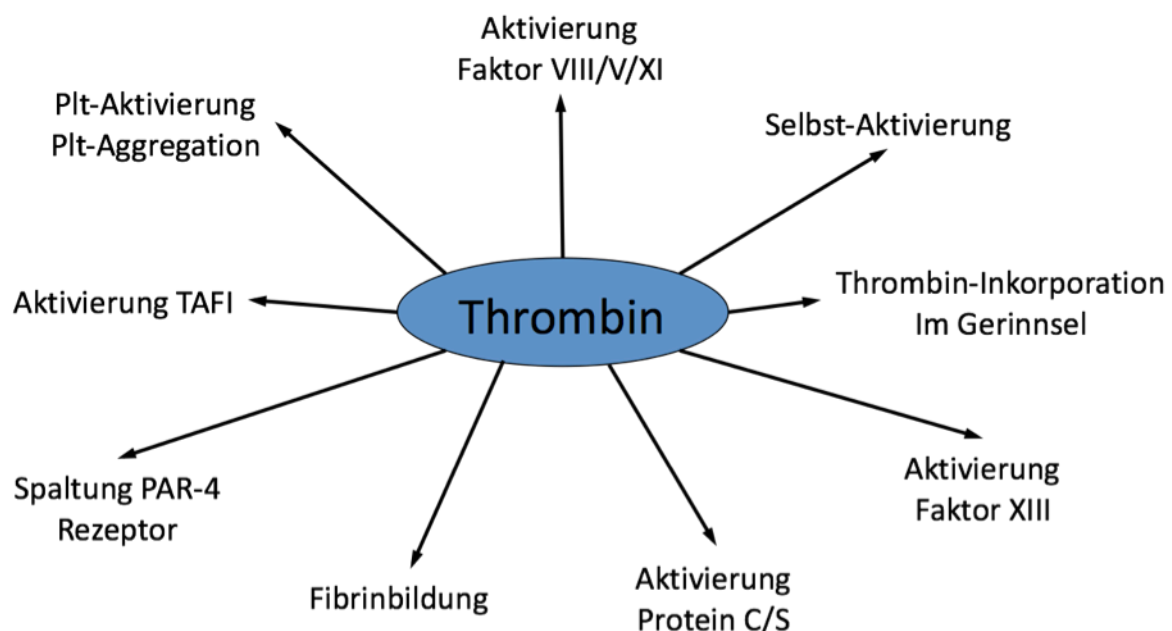 Aktivierung
Faktor VIII/V/XI
Plt-Aktivierung
Plt-Aggregation
Selbst-Aktivierung
Aktivierung TAFI
Thrombin
Thrombin-Inkorporation
Im Gerinnsel
Spaltung PAR-4
Rezeptor
Aktivierung
Faktor XIII
Fibrinbildung
Aktivierung
Protein C/S